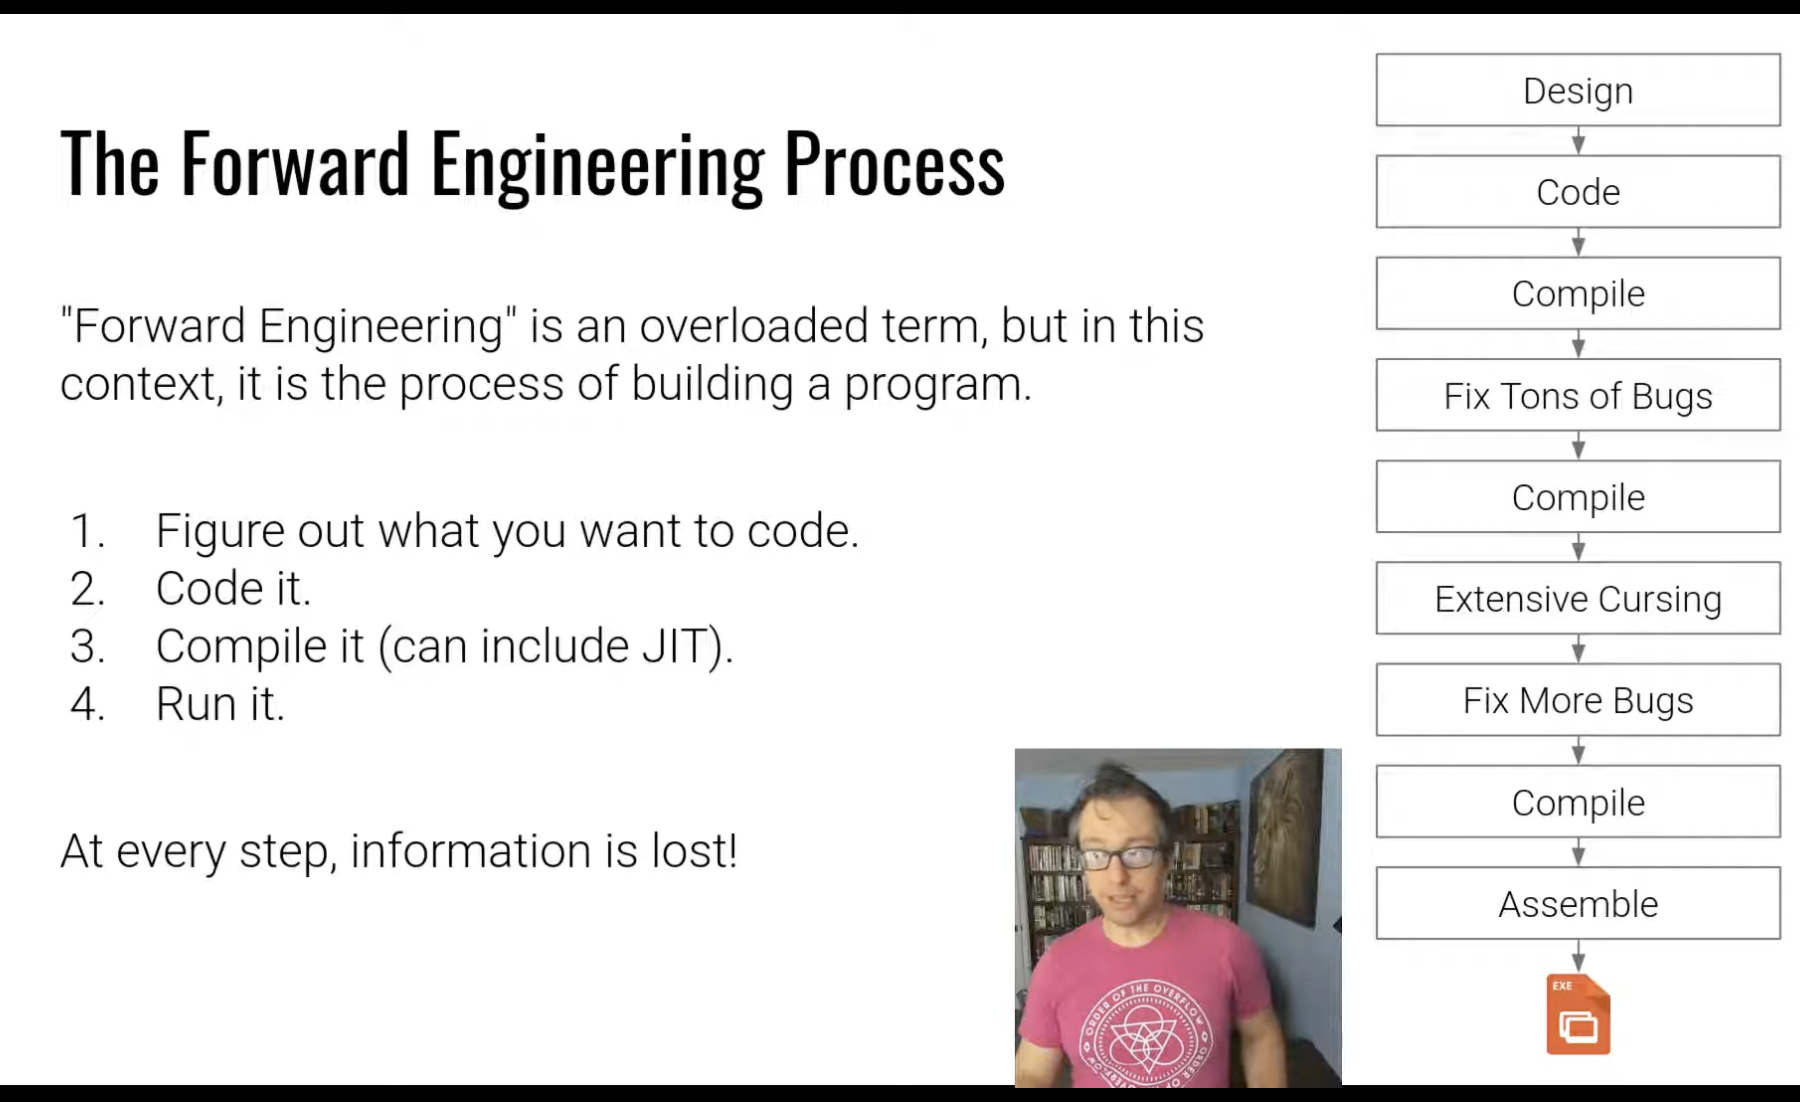 The Forward Engineering Process
"Forward Engineering" is an overloaded term, but in this
context, it is the process of building a program.
1. Figure out what you want to code.
2. Code it.
3. Compile it (can include JIT).
4. Run it.
At every step, information is lost!
Design
Code
Compile
Fix Tons of Bugs
Compile
Extensive Cursing
Fix More Bugs
Compile
Assemble
EXE
ORDER OF THE OVERFLOW